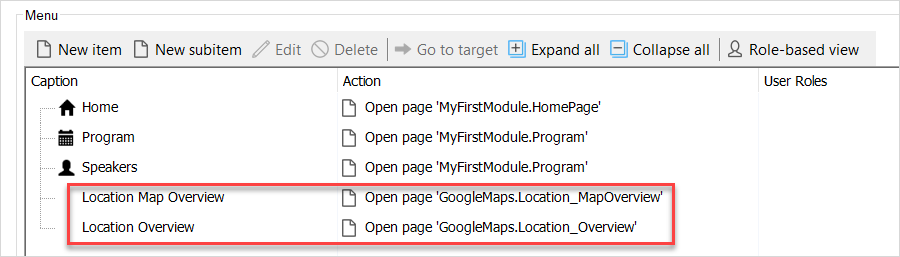 Menu
New item New subitem Edit Delete Go to target Expand all Collapse all Role-based view
Caption Action User Roles
Home Open page 'MyFirstModule.HomePage'
Program Open page 'MyFirstModule.Program'
Speakers Open page 'MyFirstModule.Program'
Location Map Overview Open page 'GoogleMaps.Location_MapOverview'
Location Overview Open page 'GoogleMaps.Location_Overview'